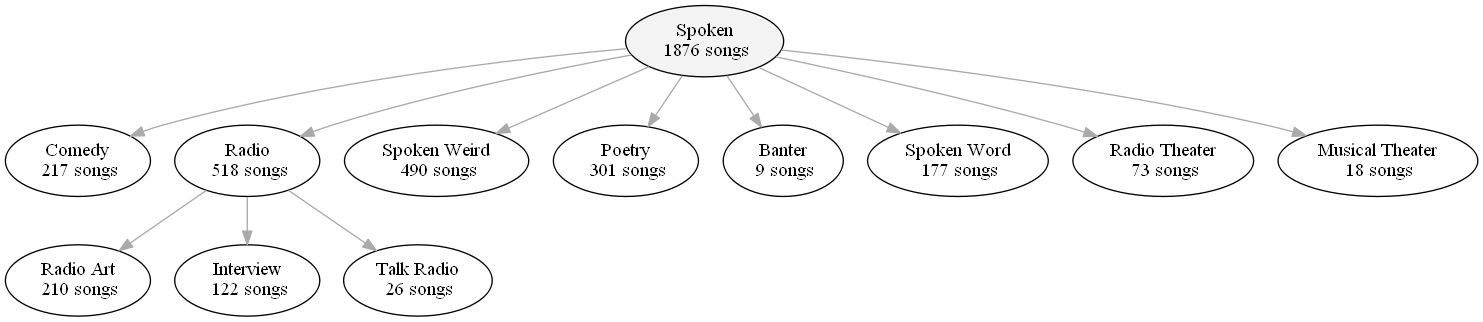 Spoken
1876 songs
Comedy
217 songs
Radio
518 songs
Spoken Weird
490 songs
Poetry
301 songs
Banter
9 songs
Spoken Word
177 songs
Radio Theater
73 songs
Musical Theater
18 songs
Radio Art
210 songs
Interview
122 songs
Talk Radio
26 songs